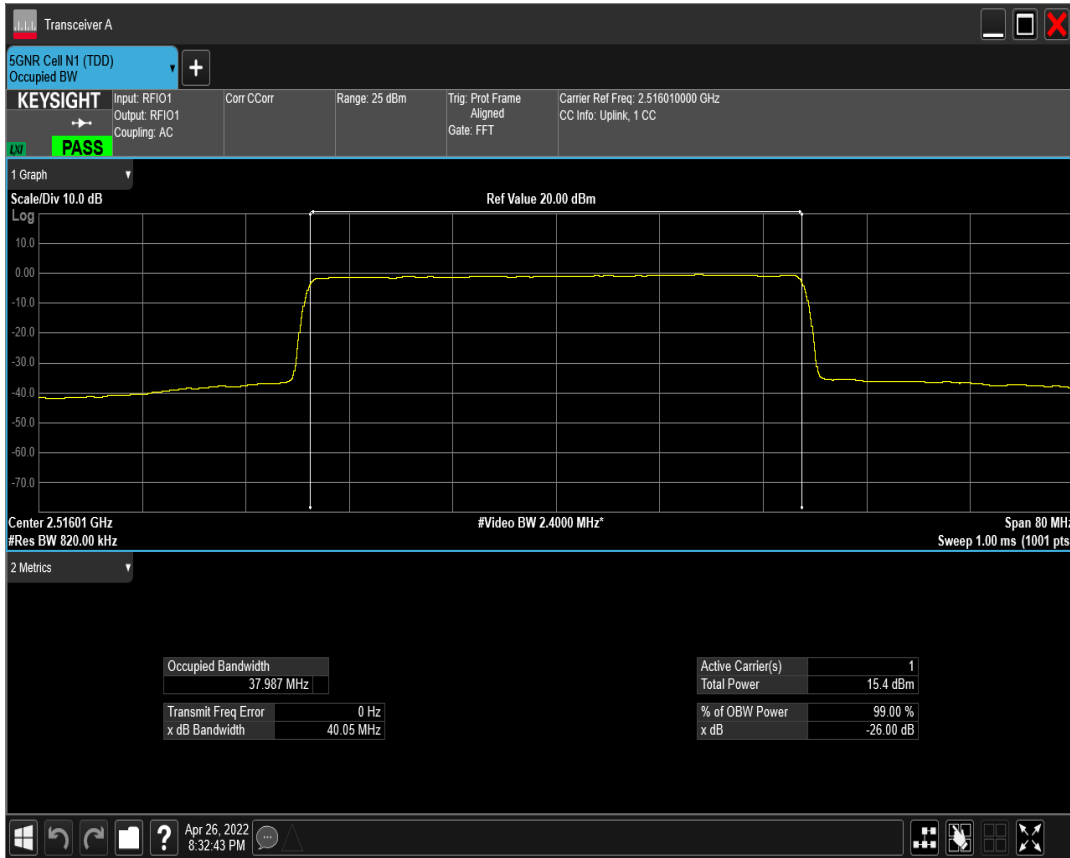 Transceiver A
5GNR Cell N1 (TDD)
Occupied BW
+
KEYSIGHT
LXI
PASS
Input: RFIO1
Output: RFIO1
Coupling: AC
Corr CCorr
Range: 25 dBm
Trig: Prot Frame
Aligned
Gate: FFT
Carrier Ref Freq: 2.516010000 GHz
CC Info: Uplink, 1 CC
1 Graph
Scale/Div 10.0 dB
Ref Value 20.00 dBm
Log
10.0
0.00
-10.0
-20.0
-30.0
-40.0
-50.0
-60.0
-70.0
Center 2.51601 GHz
#Video BW 2.4000 MHz*
Span 80 MHz
#Res BW 820.00 kHz
Sweep 1.00 ms (1001 pts
2 Metrics
Occupied Bandwidth
37.987 MHz
Transmit Freq Error 0 Hz
x dB Bandwidth 40.05 MHz
Active Carrier(s) 1
Total Power 15.4 dBm
% of OBW Power 99.00 %
x dB -26.00 dB
?
Apr 26, 2022
8:32:43 PM